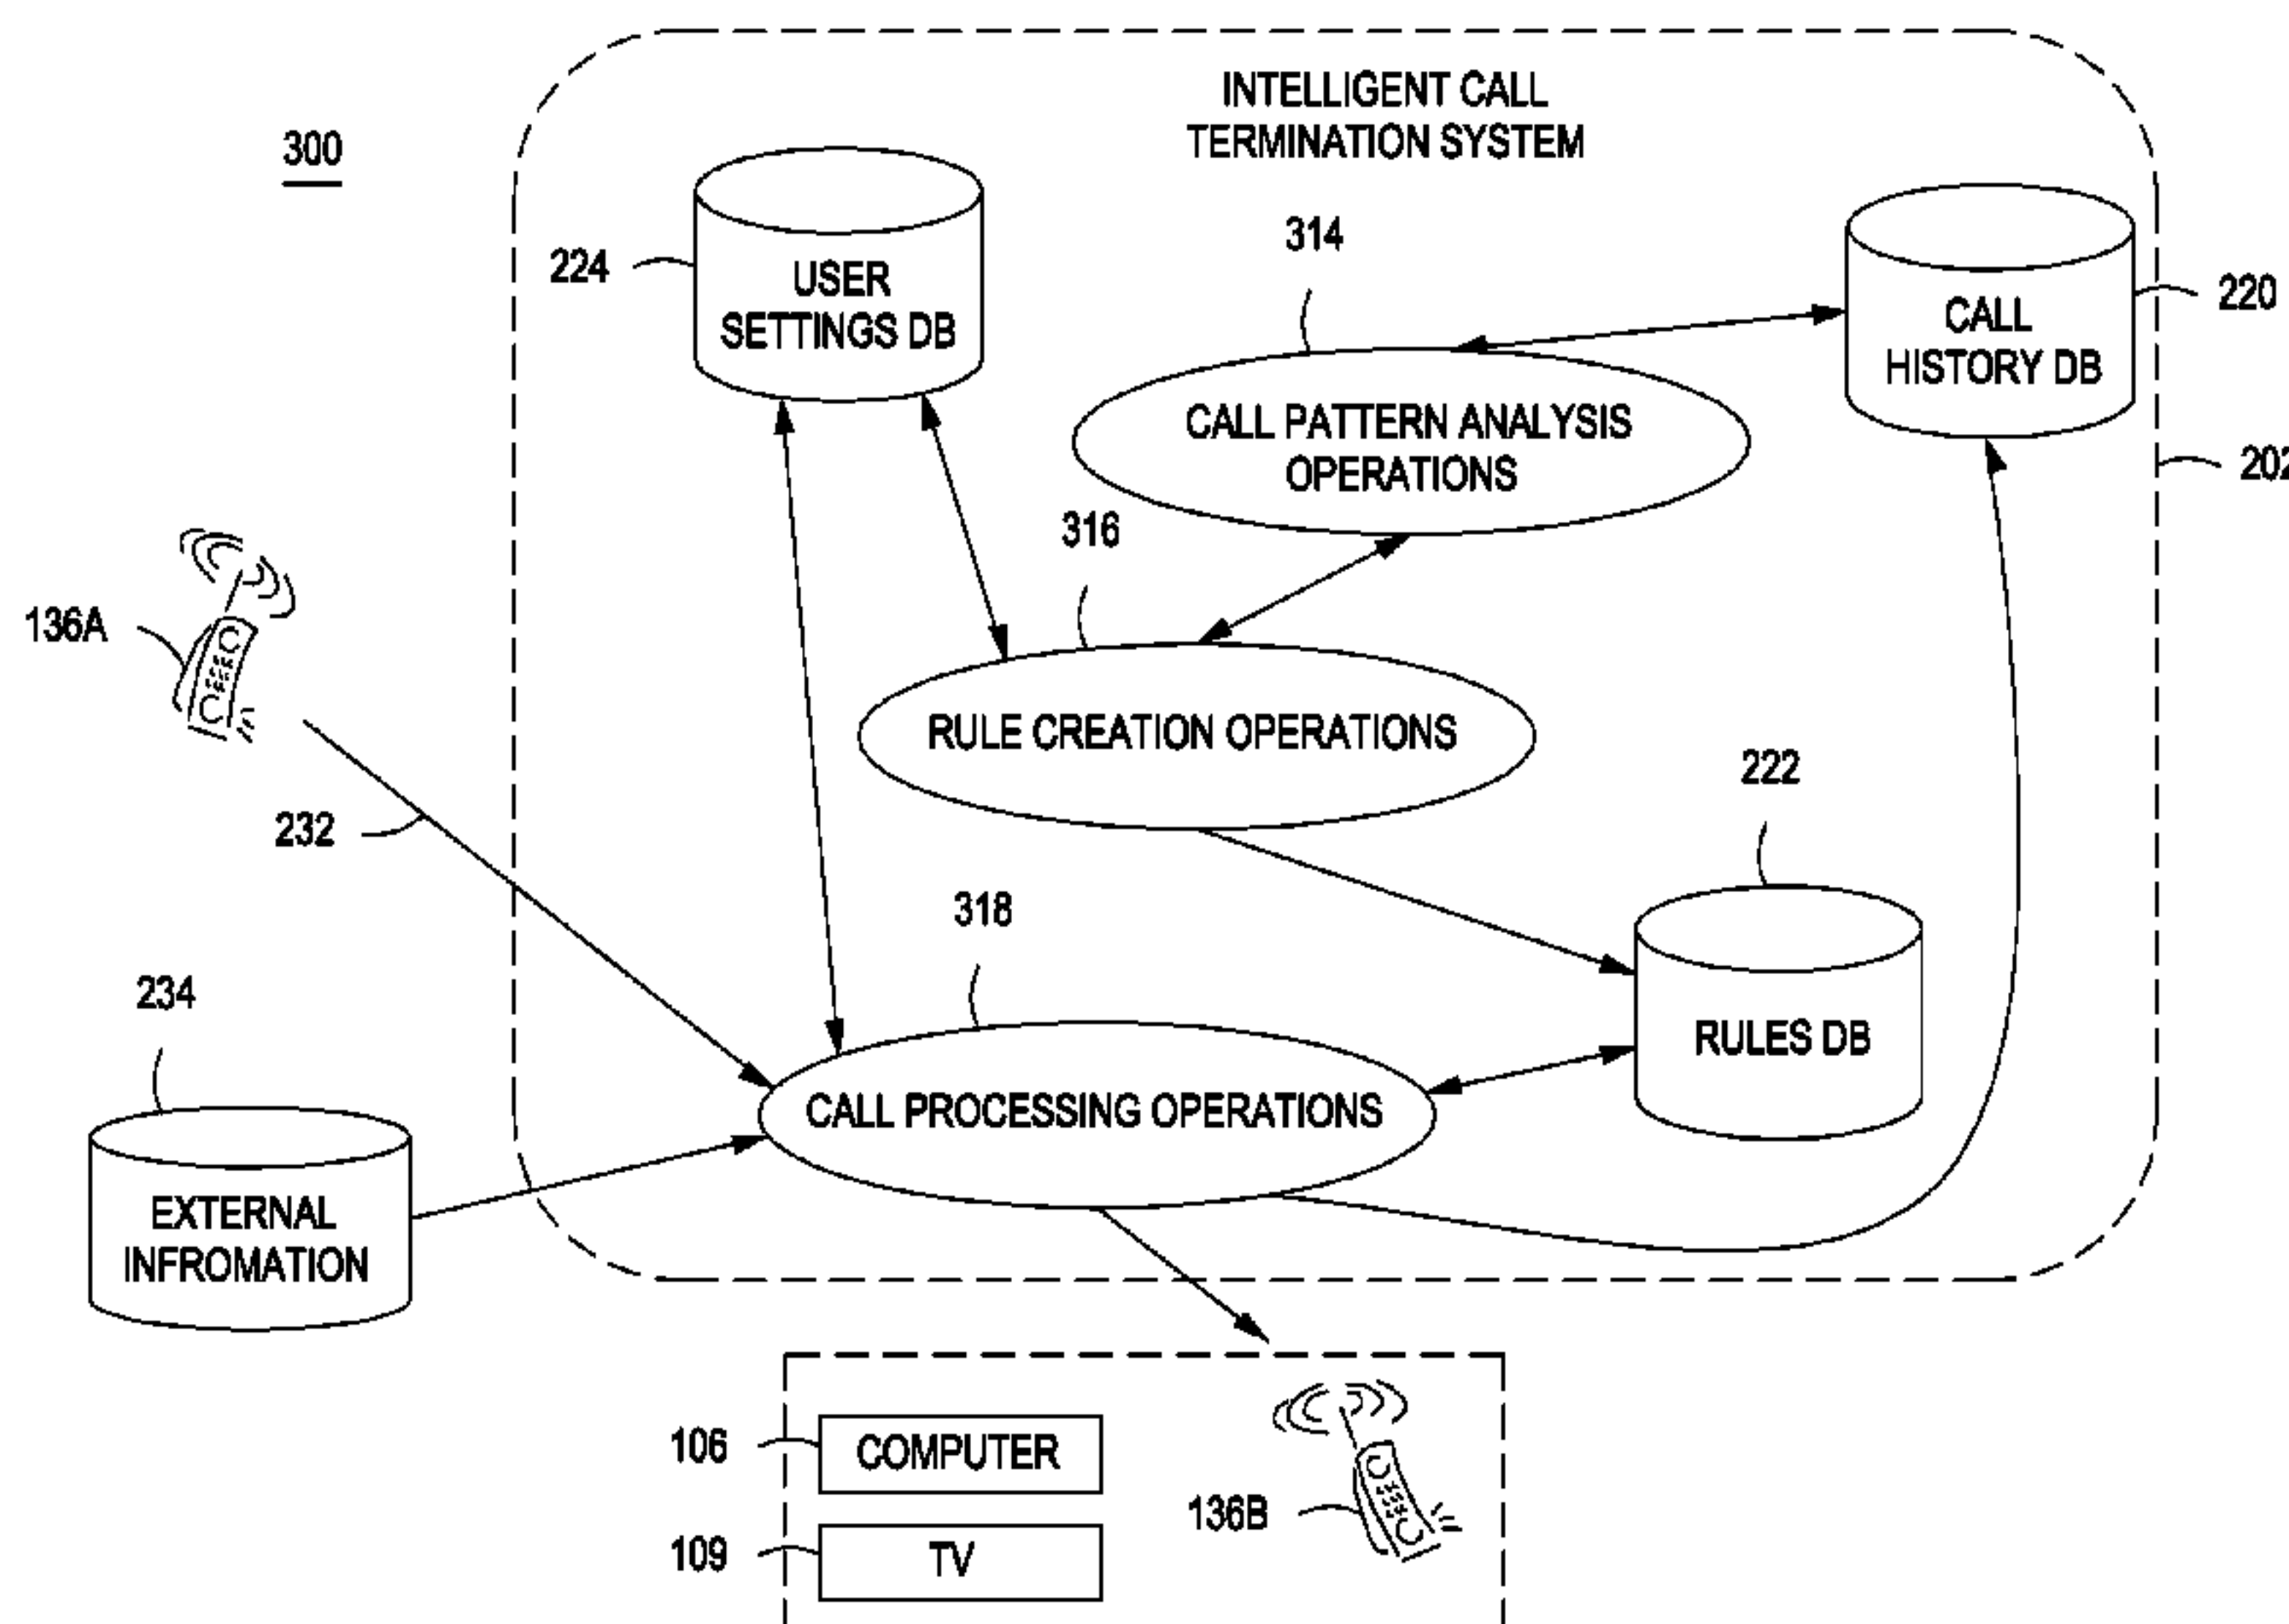 300
INTELLIGENT CALL
TERMINATION SYSTEM
224
USER
SETTINGS DB
314
CALL
HISTORY DB
220
CALL PATTERN ANALYSIS
OPERATIONS
202
316
136A
RULE CREATION OPERATIONS
232
222
318
234
RULES DB
CALL PROCESSING OPERATIONS
EXTERNAL
INFROMATION
106
COMPUTER
136B
109
TV